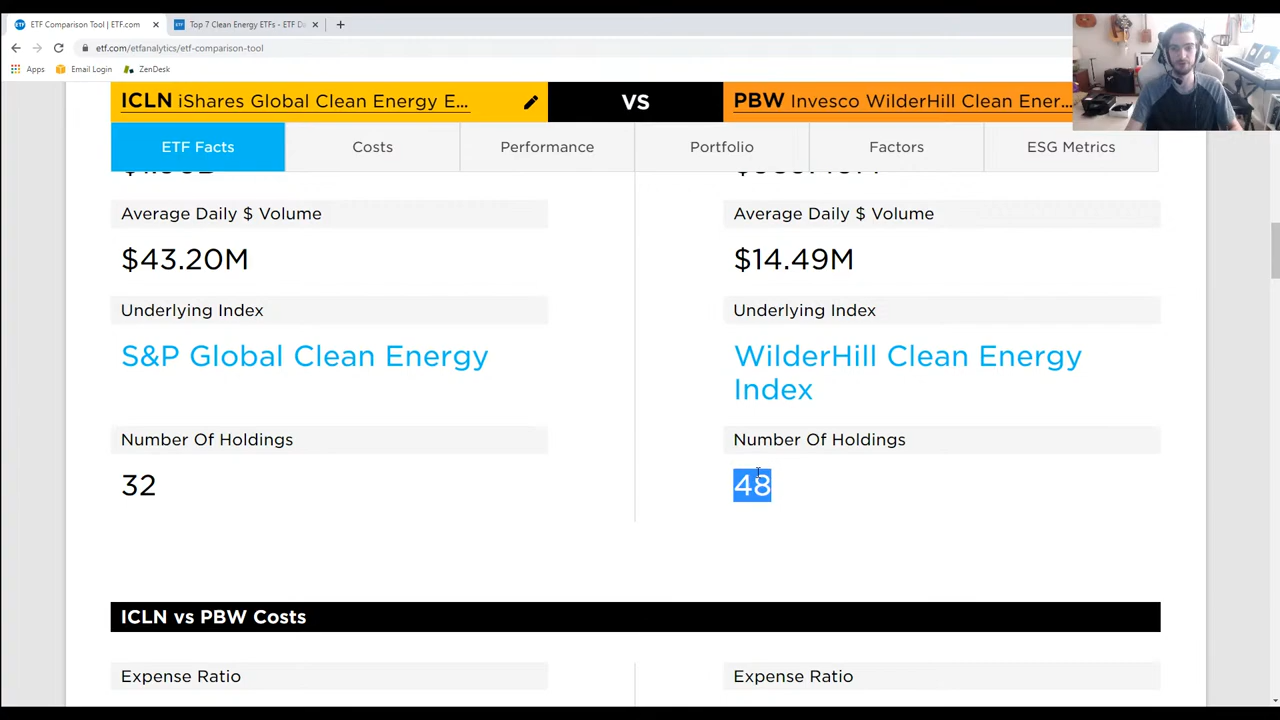 ETF Comparison Tool | ETF.com
Top 7 Clean Energy ETFs - ETF D
etf.com/etfanalytics/etf-comparison-tool
Apps
Email Login
ZenDesk
ICLN iShares Global Clean Energy E...
VS
PBW Invesco WilderHill Clean Ener...
ETF Facts
Costs
Performance
Portfolio
Factors
ESG Metrics
Average Daily $ Volume
Average Daily $ Volume
$43.20M
$14.49M
Underlying Index
Underlying Index
S&P Global Clean Energy
WilderHill Clean Energy
Index
Number Of Holdings
Number Of Holdings
32
48
ICLN vs PBW Costs
Expense Ratio
Expense Ratio